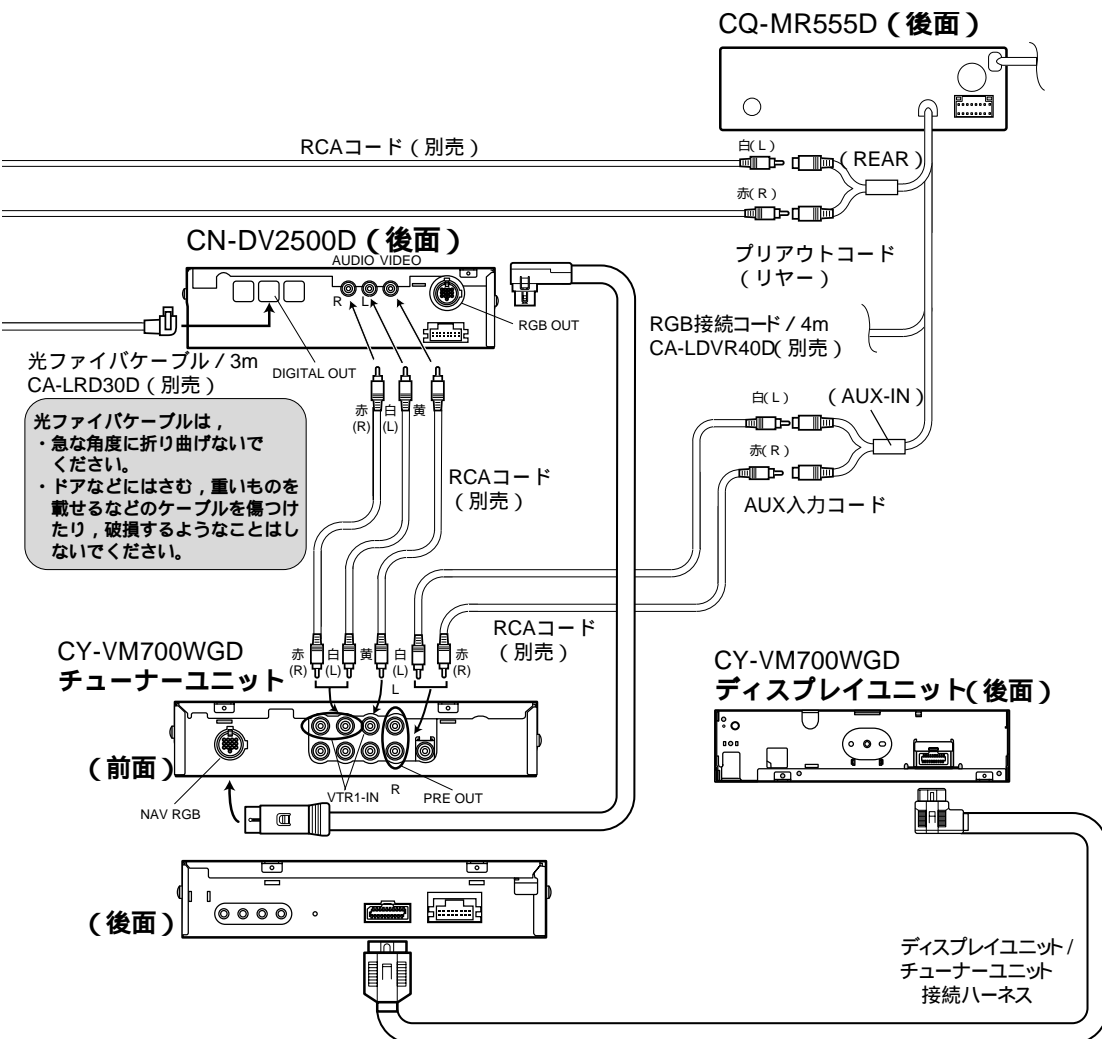 CQ-MR555D（後面）
RCAコード（別売）
白(L)
（REAR）
赤(R)
プリアウトコード
（リヤー）
CN-DV2500D（後面）
AUDIO VIDEO
R L
RGB OUT
DIGITAL OUT
光ファイバケーブル / 3m
CA-LRD30D（別売）
RGB接続コード / 4m
CA-LDVR40D(別売）
光ファイバケーブルは，
・急な角度に折り曲げないで
ください。
・ドアなどにはさむ，重いものを
載せるなどのケーブルを傷つけ
たり，破損するようなことはし
ないでください。
赤
(R)
白
(L)
黄
RCAコード
（別売）
白(L)
（AUX-IN）
赤(R)
AUX入力コード
RCAコード
（別売）
CY-VM700WGD
チューナーユニット
赤
(R)
白
(L)
黄
白
(L)
赤
(R)
L
（前面）
NAV RGB
VTR1-IN
R
PRE OUT
CY-VM700WGD
ディスプレイユニット(後面）
（後面）
ディスプレイユニット /
チューナーユニット
接続ハーネス